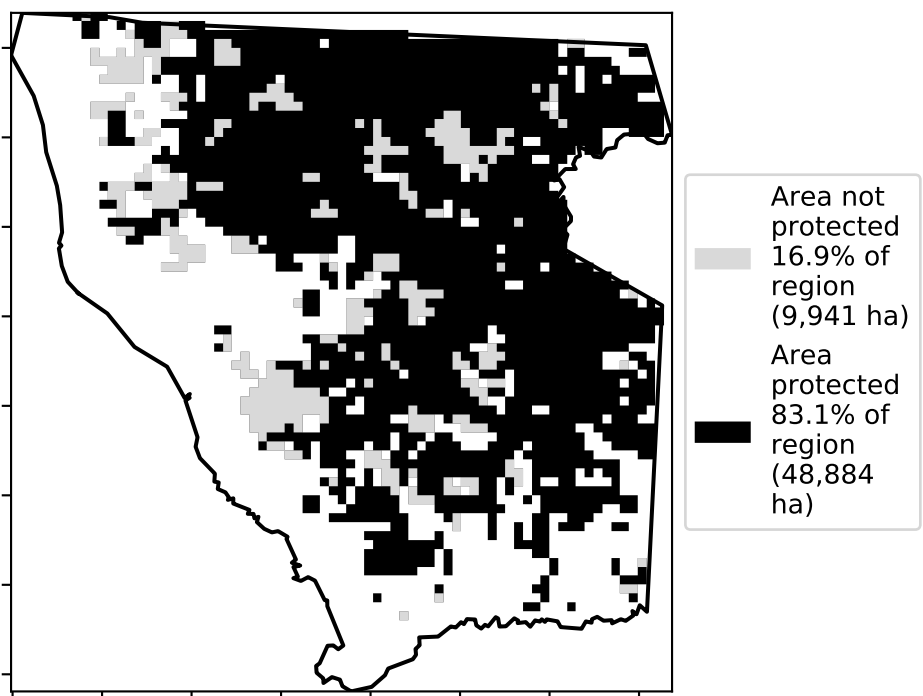 Area not
protected
16.9% of
region
(9,941 ha)
Area
protected
83.1% of
region
(48,884
ha)